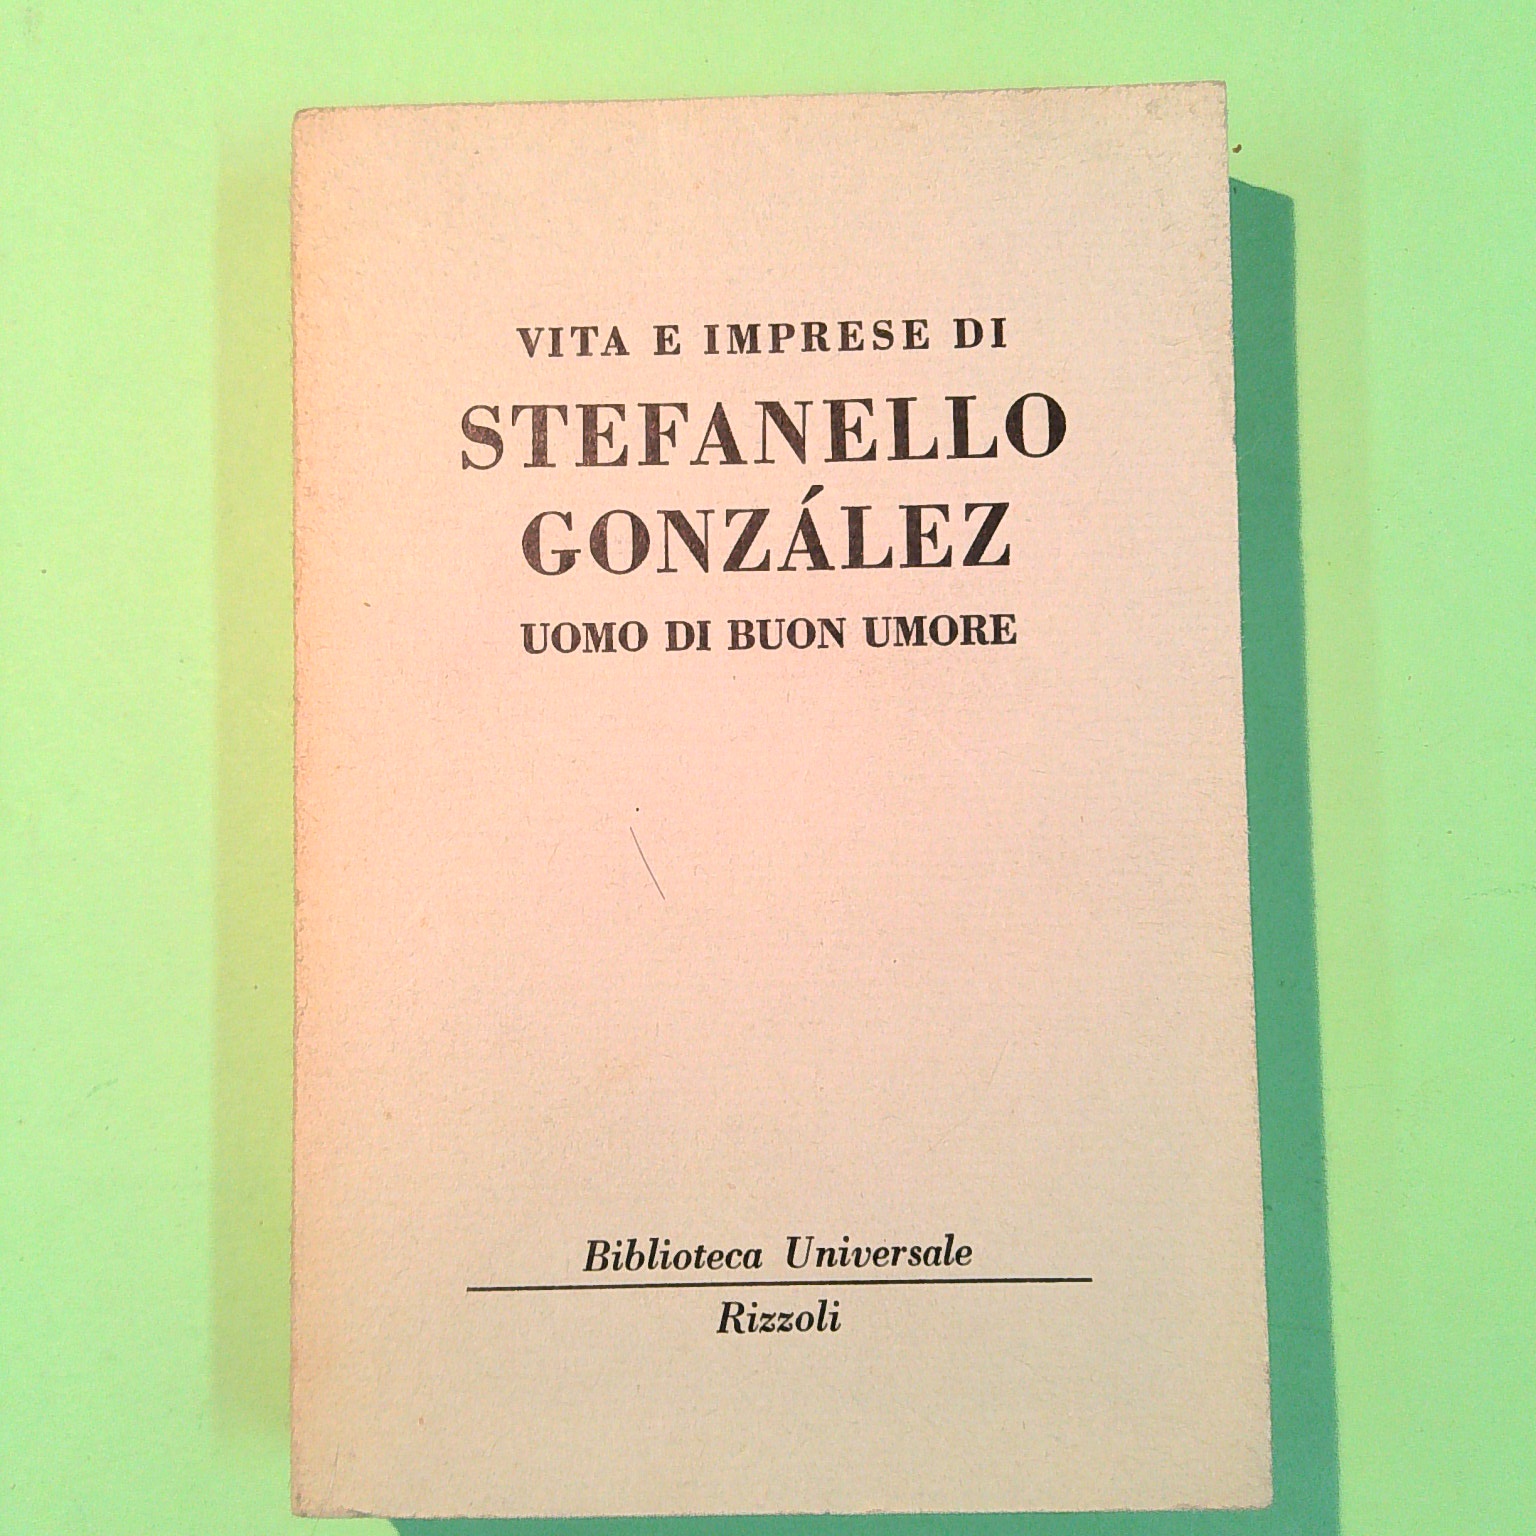 VITA E IMPRESE DI
STEFANELLO
GONZÁLEZ
UOMO DI BUON UMORE
Biblioteca Universale
Rizzoli